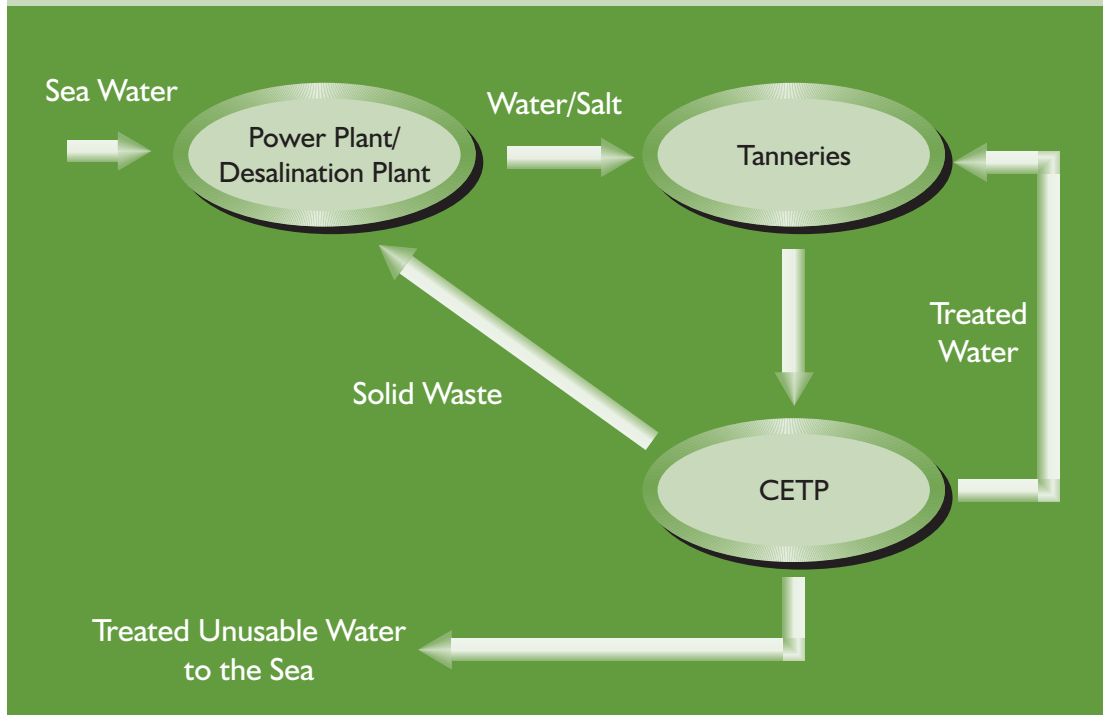 Sea Water
Power Plant/
Desalination Plant
Water/Salt
Tanneries
Treated
Water
Solid Waste
CETP
Treated Unusable Water
to the Sea